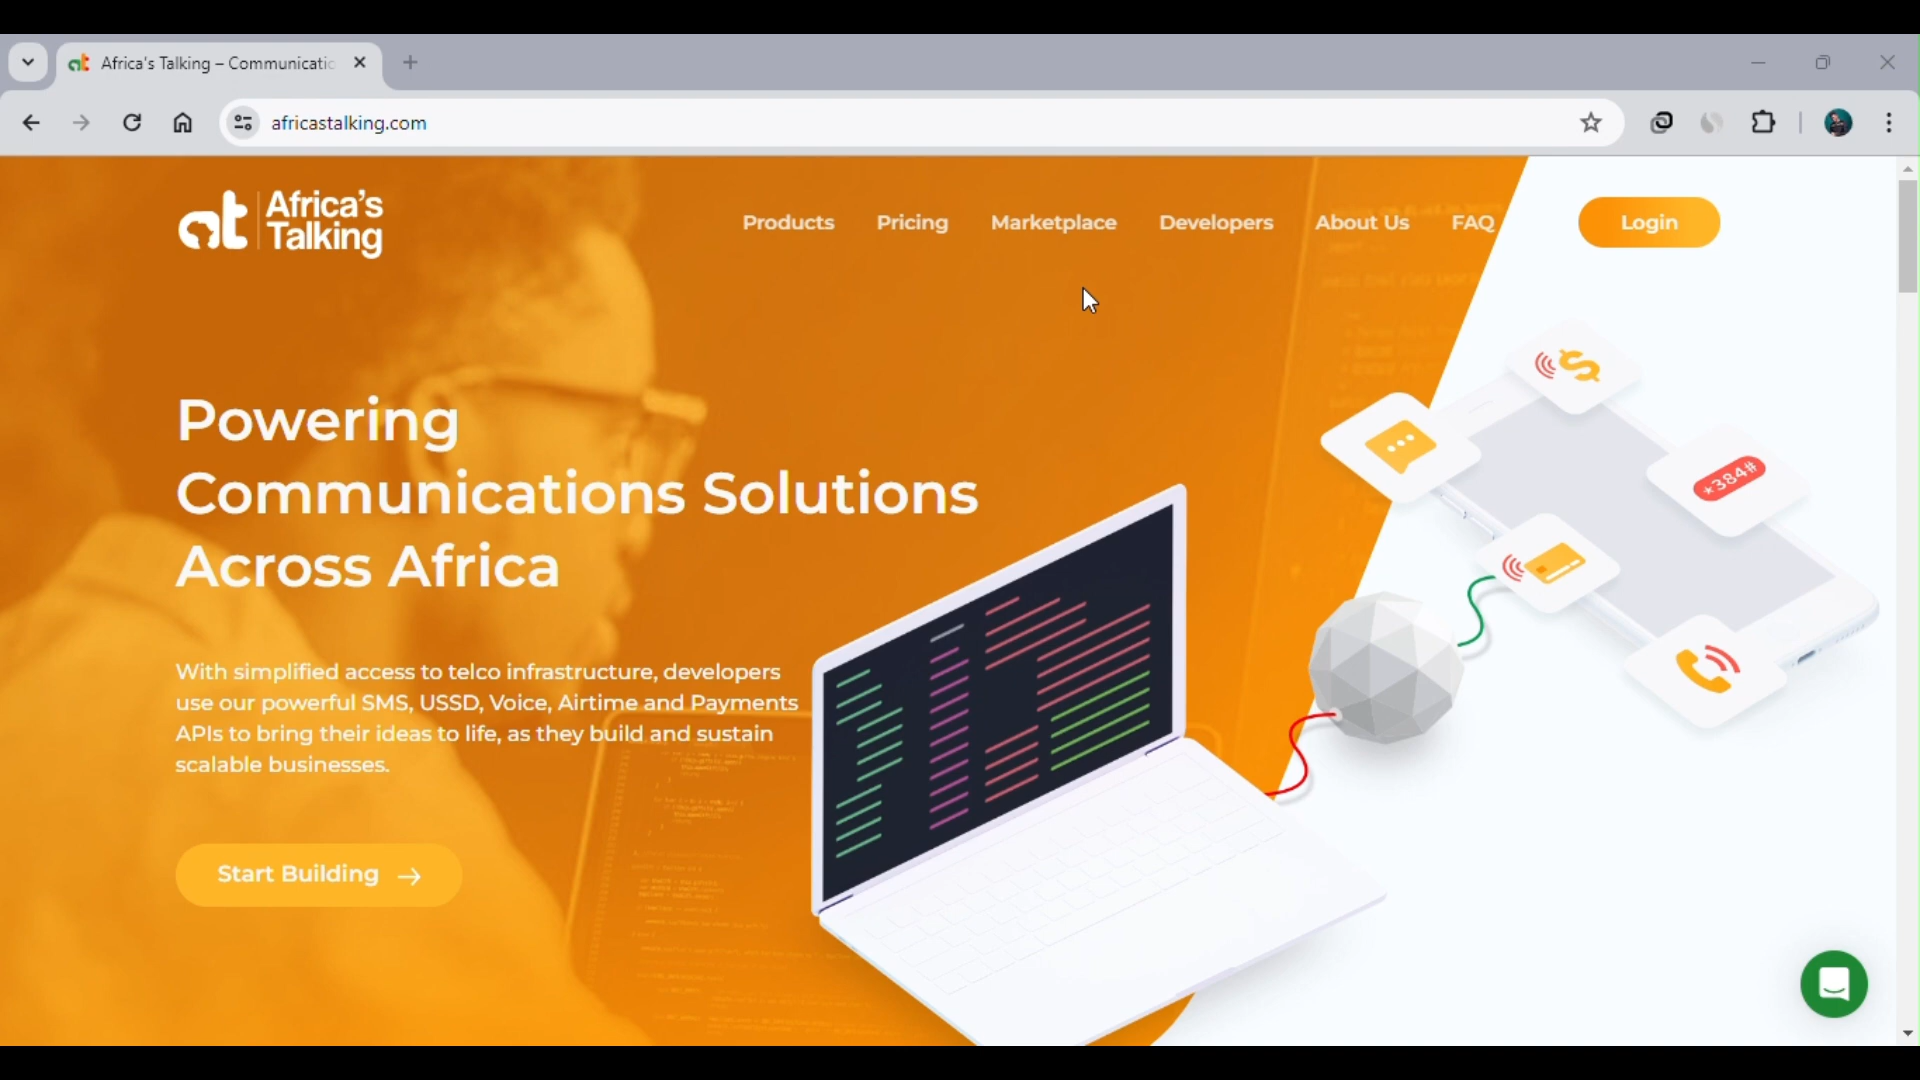 Africa's Talking – Communicatio
africastalking.com
at Africa's
Talking
Products Pricing Marketplace Developers About Us FAQ Login
Powering
Communications Solutions
Across Africa
With simplified access to telco infrastructure, developers
use our powerful SMS, USSD, Voice, Airtime and Payments
APIs to bring their ideas to life, as they build and sustain
scalable businesses.
Start Building →
$
*384#